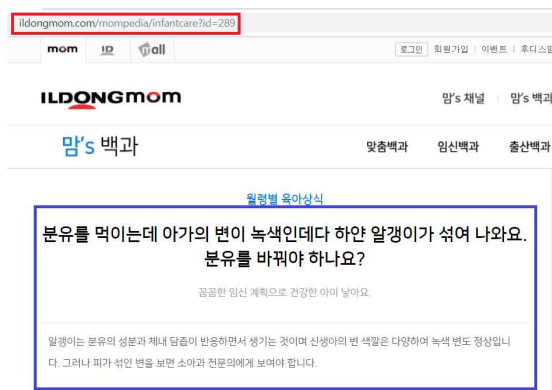 ildongmom.com/mompedia/infantcare?id=289
mom ID mall 로그인 회원가입 | 이벤트 | 후디스
ILDONGmom 맘's 채널 맘's 백과
맘's 백과 맞춤백과 임신백과 출산백과
월령별 육아상식
분유를 먹이는데 아가의 변이 녹색인데다 하얀 알갱이가 섞여 나와요.
분유를 바꿔야 하나요?
꼼꼼한 임신 계획으로 건강한 아이 낳아요.
알갱이는 분유의 성분과 체내 담즙이 반응하면서 생기는 것이며 신생아의 변 색깔은 다양하여 녹색 변도 정상입니
다. 그러나 피가 섞인 변을 보면 소아과 전문의에게 보여야 합니다.